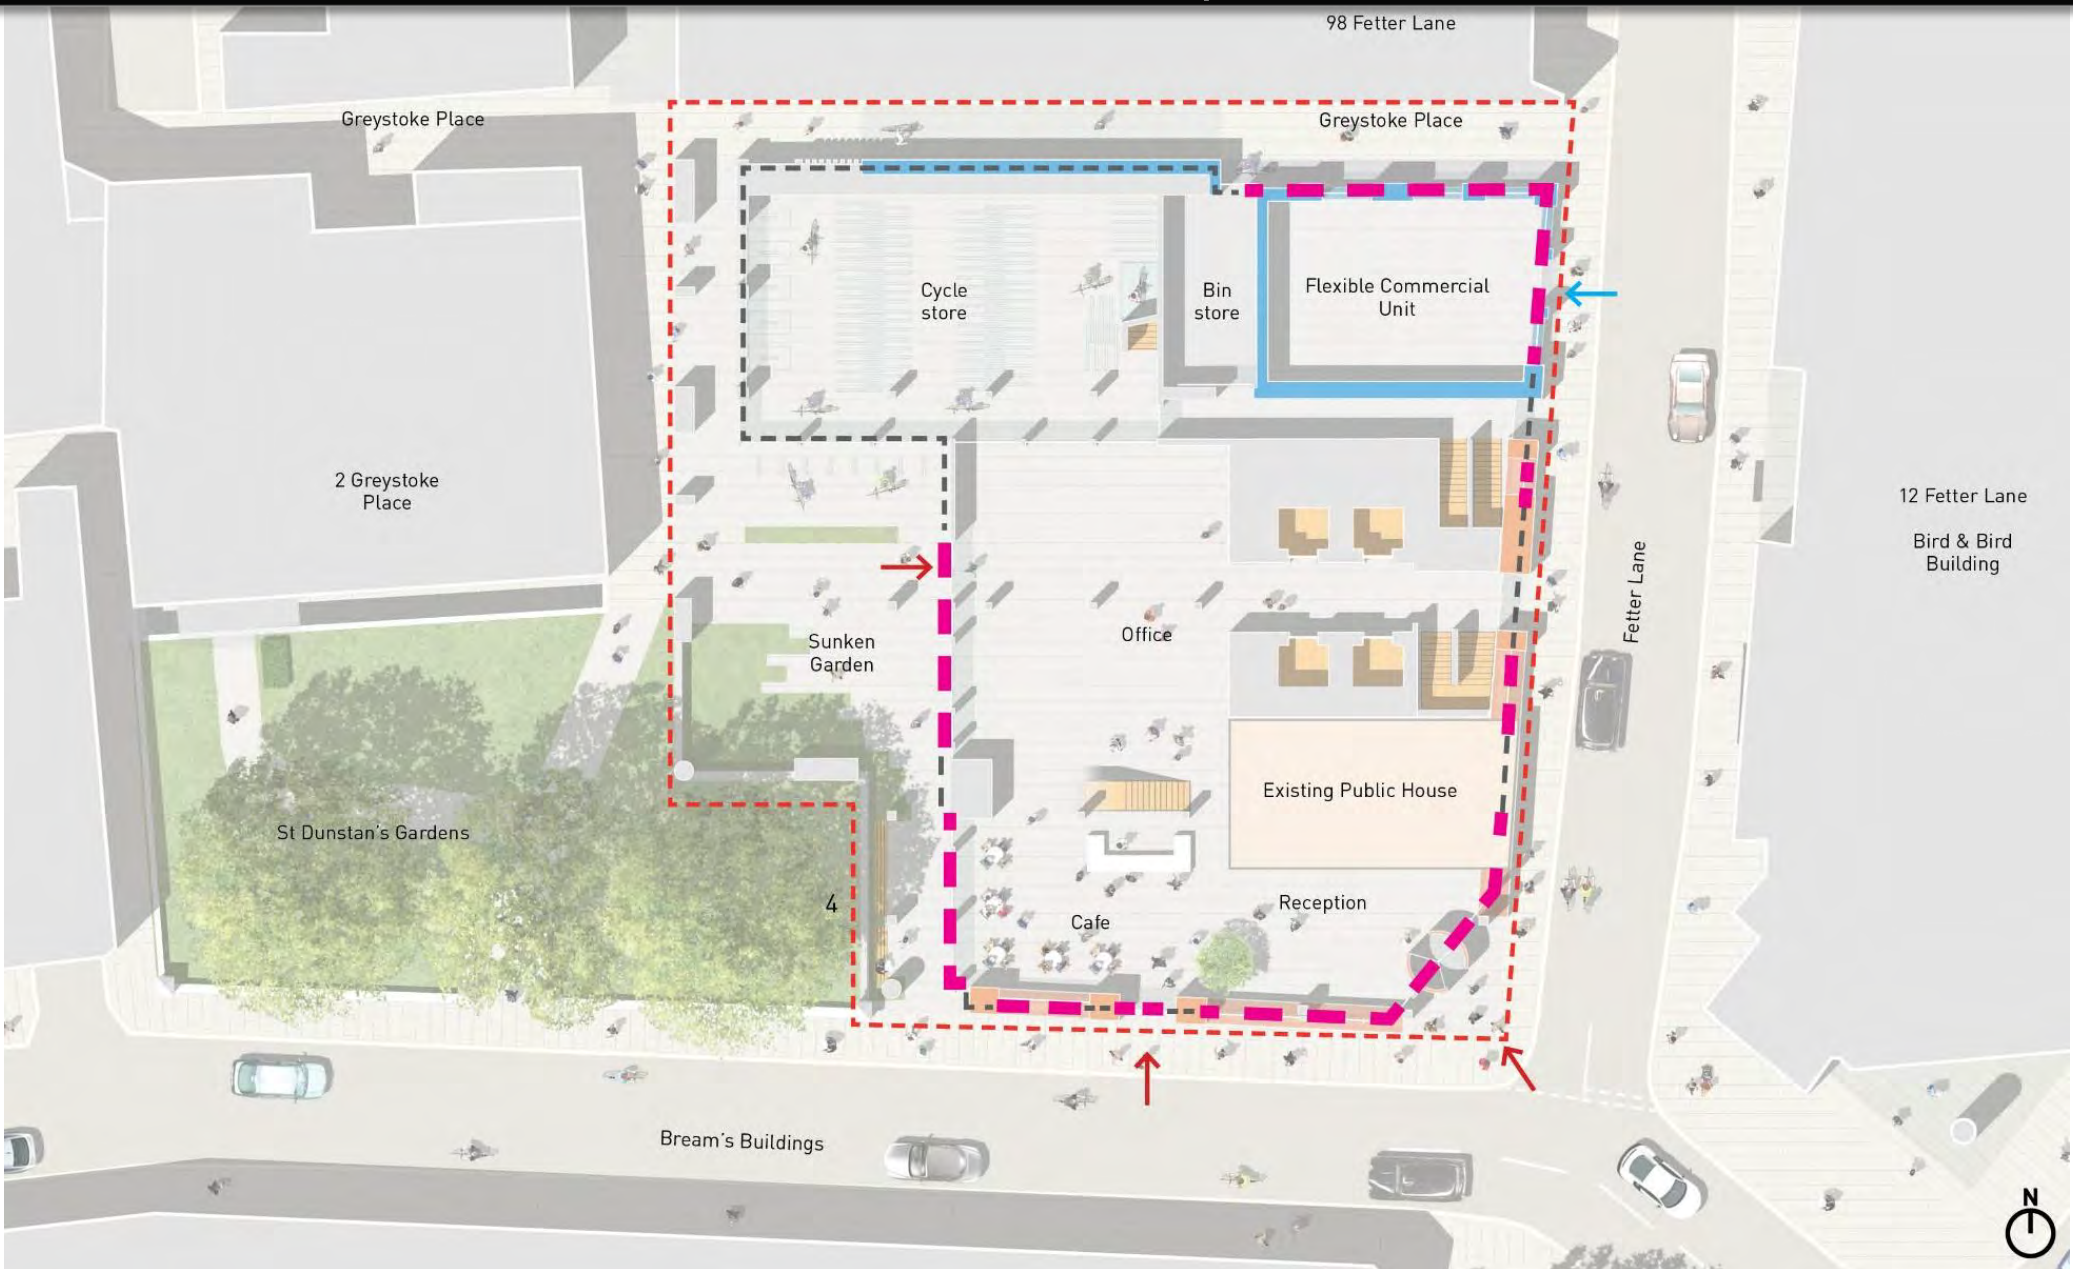 98 Fetter Lane
Greystoke Place
Greystoke Place
Cycle
store
Bin
store
Flexible Commercial
Unit
2 Greystoke
Place
12 Fetter Lane
Bird & Bird
Building
Fetter Lane
Sunken
Garden
Office
Existing Public House
St Dunstan's Gardens
4
Cafe
Reception
Bream's Buildings
N